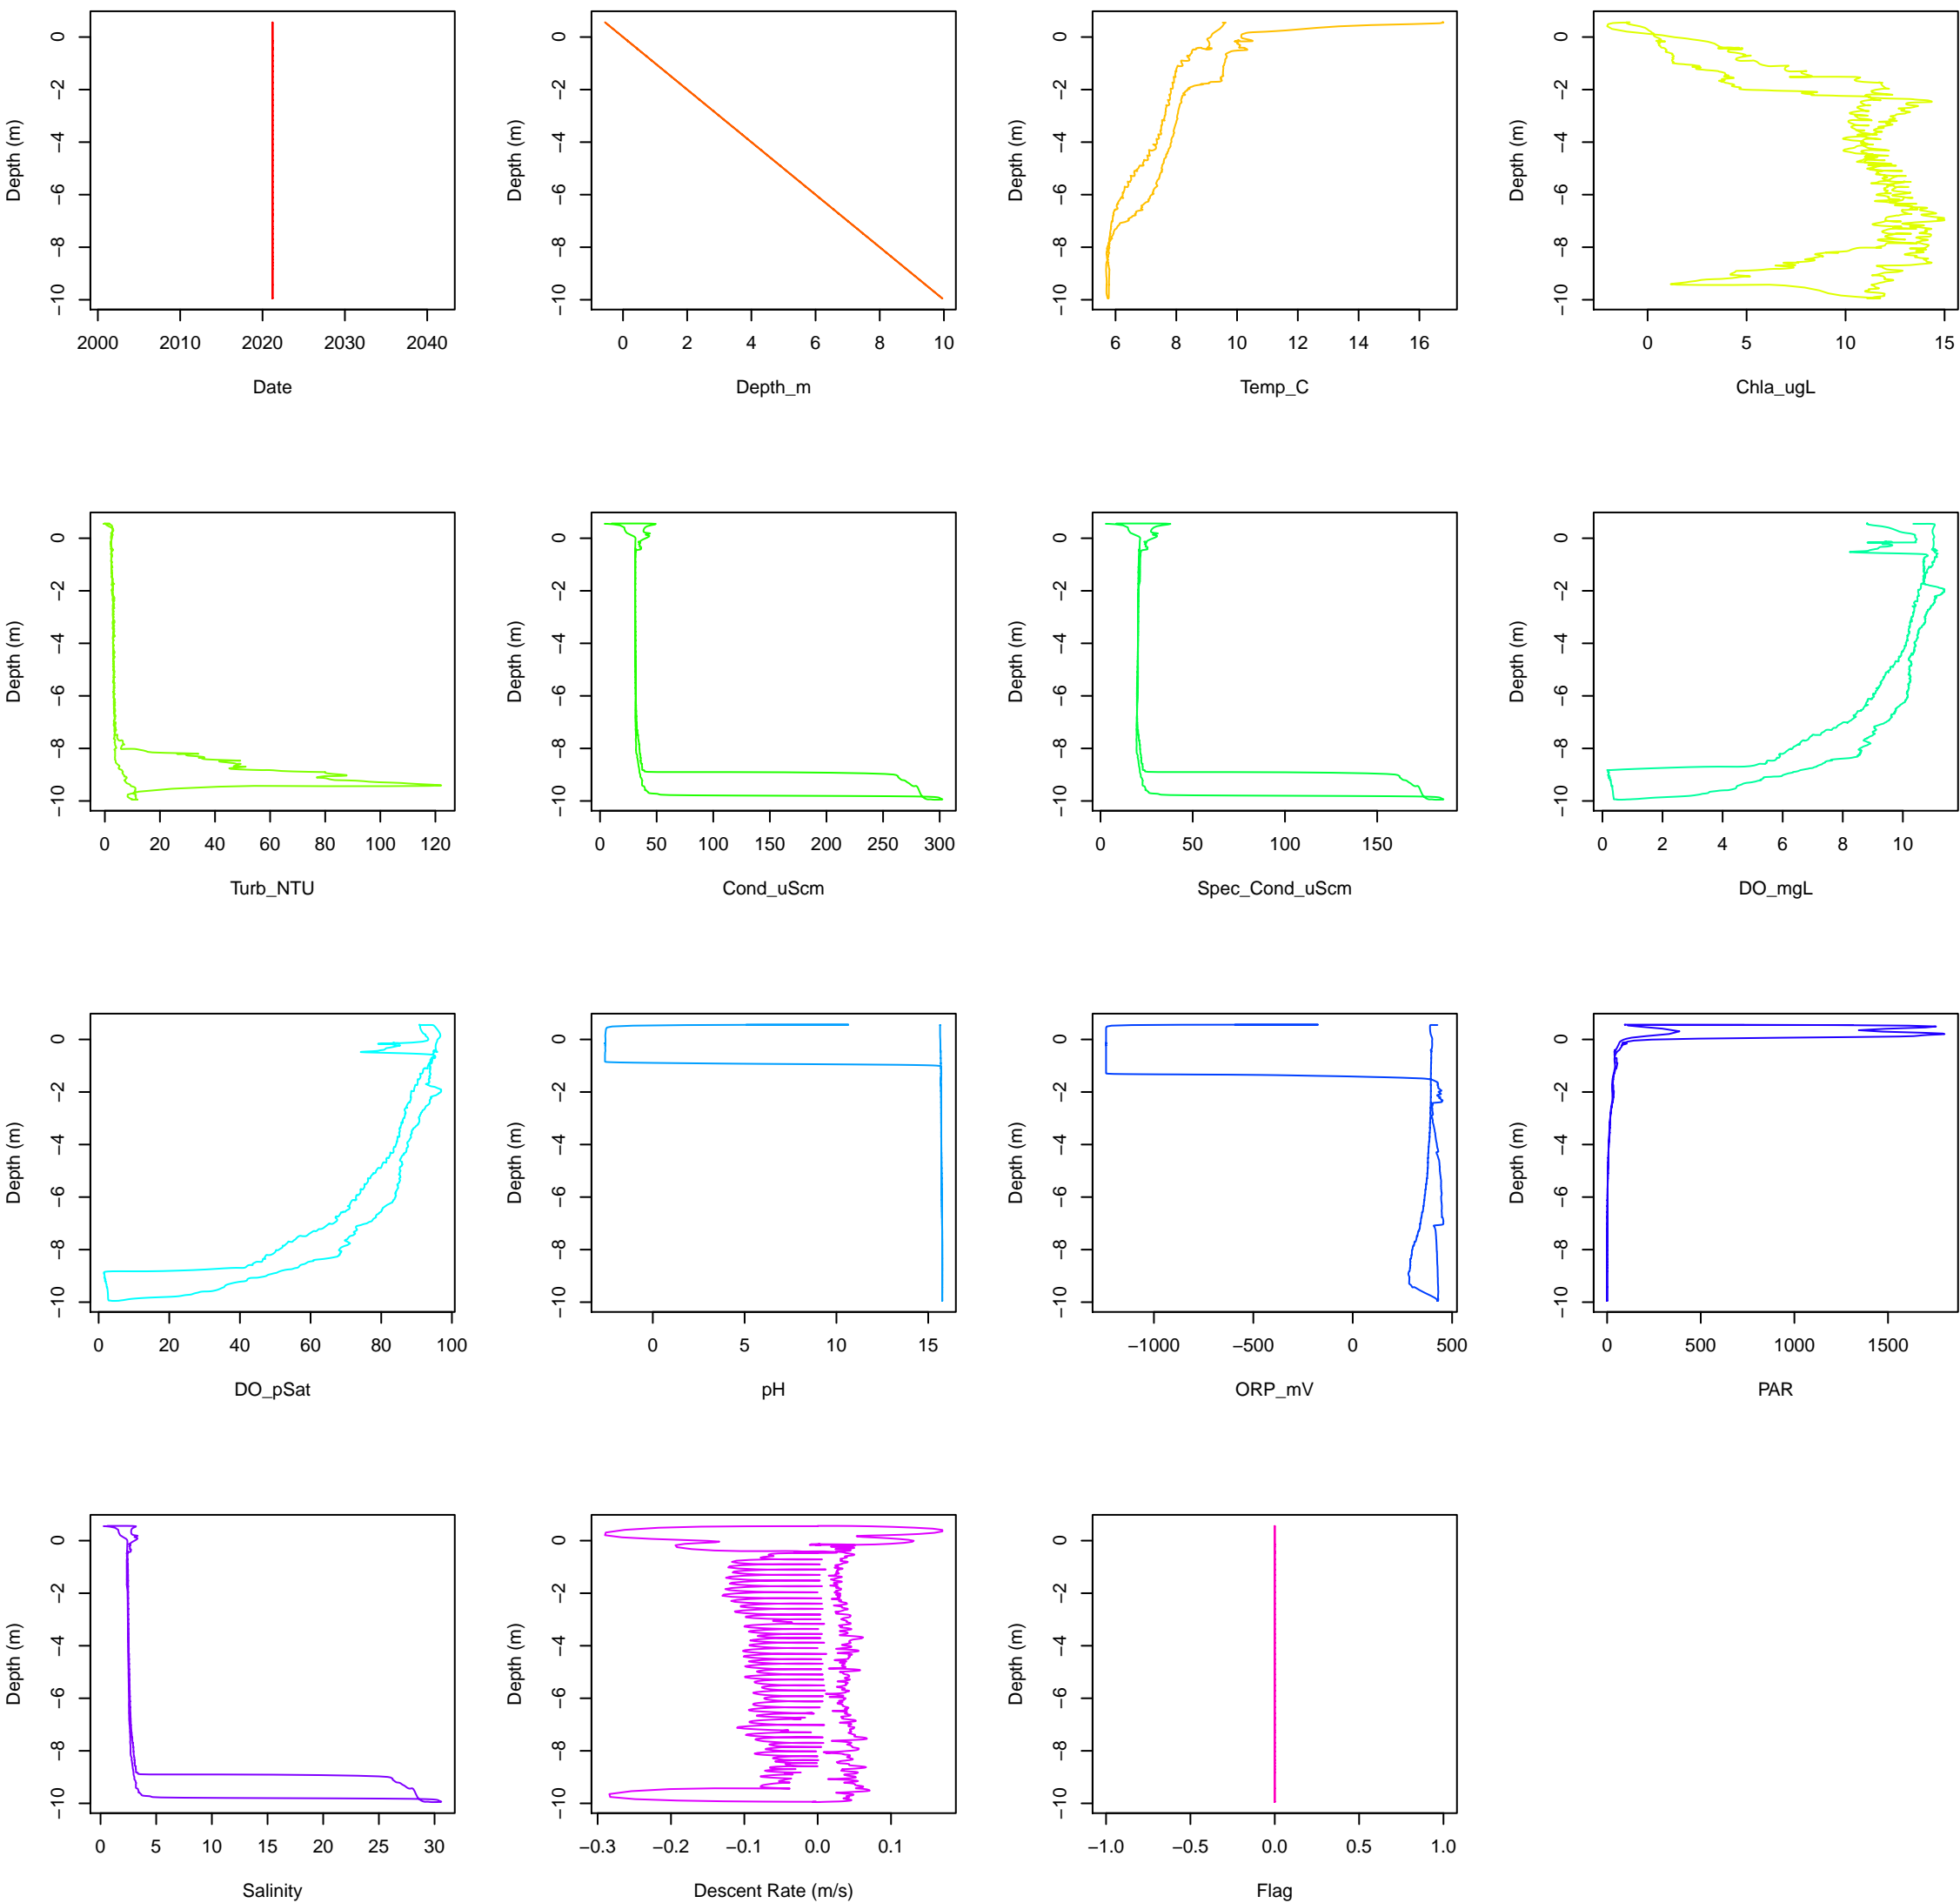 0 −2 −4 −6 −8 −10 Depth (m) 2000 2010 2020 2030 2040 Date
0 −2 −4 −6 −8 −10 Depth (m) 0 2 4 6 8 10 Depth_m
0 −2 −4 −6 −8 −10 Depth (m) 6 8 10 12 14 16 Temp_C
0 −2 −4 −6 −8 −10 Depth (m) 0 5 10 15 Chla_ugL
0 −2 −4 −6 −8 −10 Depth (m) 0 20 40 60 80 100 120 Turb_NTU
0 −2 −4 −6 −8 −10 Depth (m) 0 50 100 150 200 250 300 Cond_uScm
0 −2 −4 −6 −8 −10 Depth (m) 0 50 100 150 Spec_Cond_uScm
0 −2 −4 −6 −8 −10 Depth (m) 0 2 4 6 8 10 DO_mgL
0 −2 −4 −6 −8 −10 Depth (m) 0 20 40 60 80 100 DO_pSat
0 −2 −4 −6 −8 −10 Depth (m) 0 5 10 15 pH
0 −2 −4 −6 −8 −10 Depth (m) −1000 −500 0 500 ORP_mV
0 −2 −4 −6 −8 −10 Depth (m) 0 500 1000 1500 PAR
0 −2 −4 −6 −8 −10 Depth (m) 0 5 10 15 20 25 30 Salinity
0 −2 −4 −6 −8 −10 Depth (m) −0.3 −0.2 −0.1 0.0 0.1 Descent Rate (m/s)
0 −2 −4 −6 −8 −10 Depth (m) −1.0 −0.5 0.0 0.5 1.0 Flag